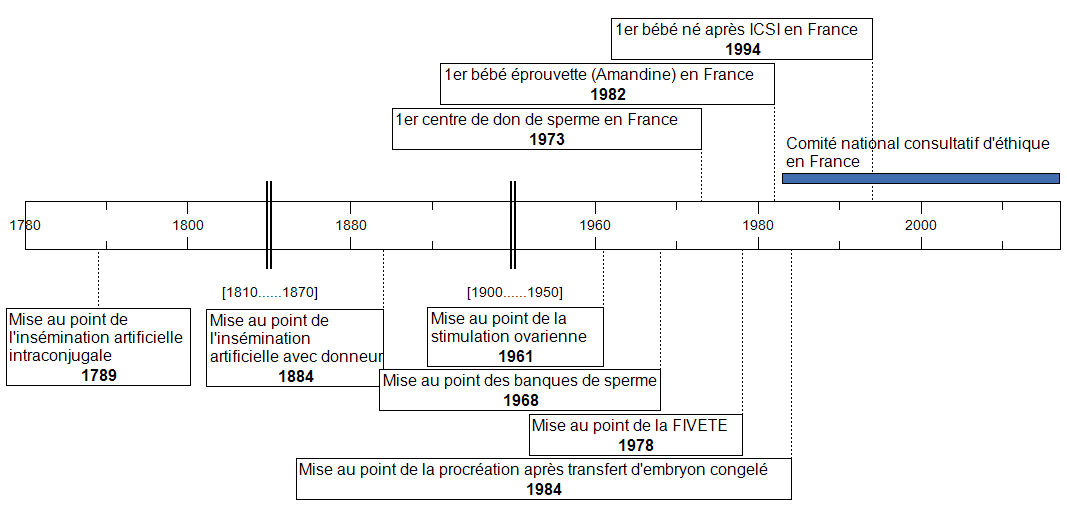 1er bébé né après ICSI en France
1994
1er bébé éprouvette (Amandine) en France
1982
1er centre de don de sperme en France
1973
Comité national consultatif d'éthique
en France
1780
1800
1880
1960
1980
2000
[1810......1870]
[1900......1950]
Mise au point de
l'insémination artificielle
intraconjugale
1789
Mise au point de
l'insémination
artificielle avec donneur
1884
Mise au point de la
stimulation ovarienne
1961
Mise au point des banques de sperme
1968
Mise au point de la FIVETE
1978
Mise au point de la procréation après transfert d'embryon congelé
1984